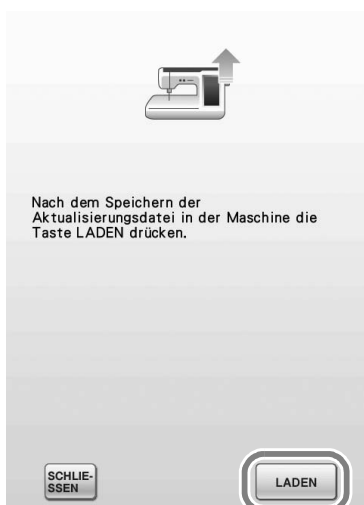 Nach dem Speichern der
Aktualisierungsdatei in der Maschine die
Taste LADEN drücken.
SCHLIE-
SSEN
LADEN